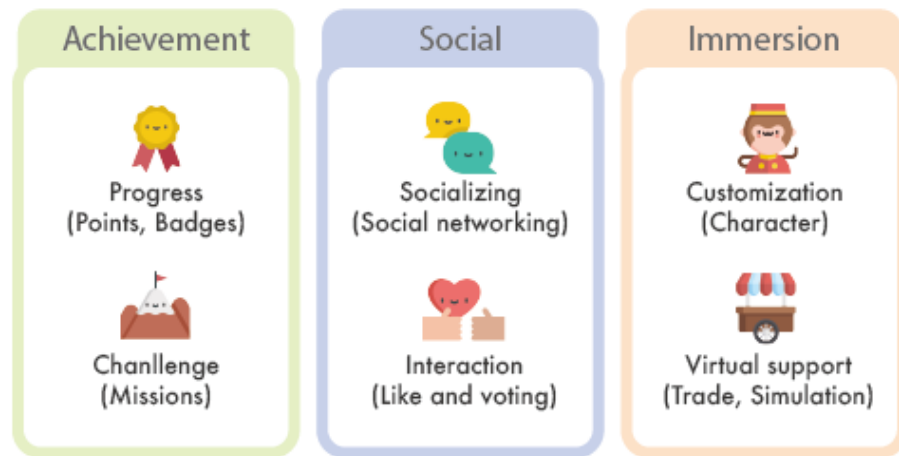 Achievement
Progress
(Points, Badges)
Chanllenge
(Missions)
Social
Socializing
(Social networking)
Interaction
(Like and voting)
Immersion
Customization
(Character)
Virtual support
(Trade, Simulation)